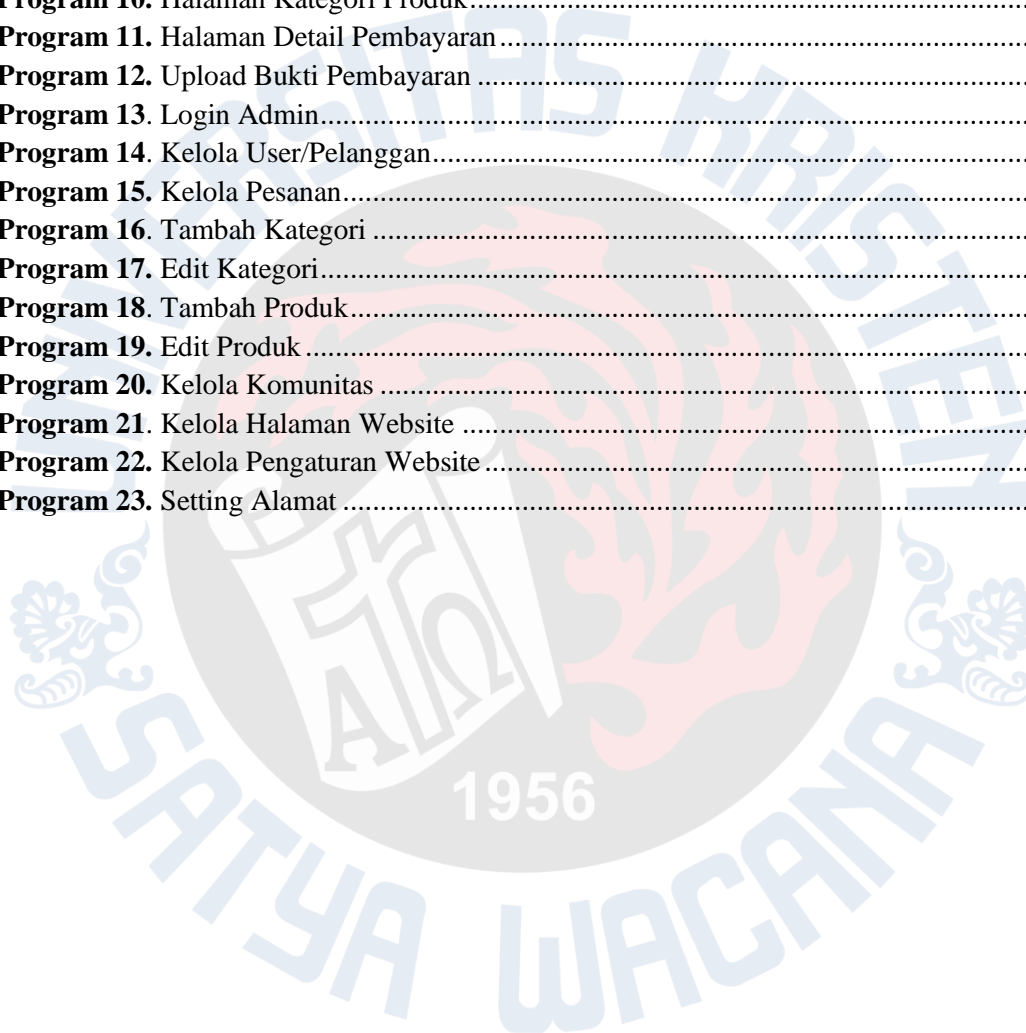 Program 10. Halaman Kategori Produk..........................................................................................
Program 11. Halaman Detail Pembayaran.....................................................................................
Program 12. Upload Bukti Pembayaran ........................................................................................
Program 13. Login Admin................................................................................................................
Program 14. Kelola User/Pelanggan...............................................................................................
Program 15. Kelola Pesanan.............................................................................................................
Program 16. Tambah Kategori ........................................................................................................
Program 17. Edit Kategori................................................................................................................
Program 18. Tambah Produk............................................................................................................
Program 19. Edit Produk ..................................................................................................................
Program 20. Kelola Komunitas .......................................................................................................
Program 21. Kelola Halaman Website ...........................................................................................
Program 22. Kelola Pengaturan Website........................................................................................
Program 23. Setting Alamat .............................................................................................................
UNIVERSITAS KRISTEN
ΑΩ
1956
SATYA WACANA